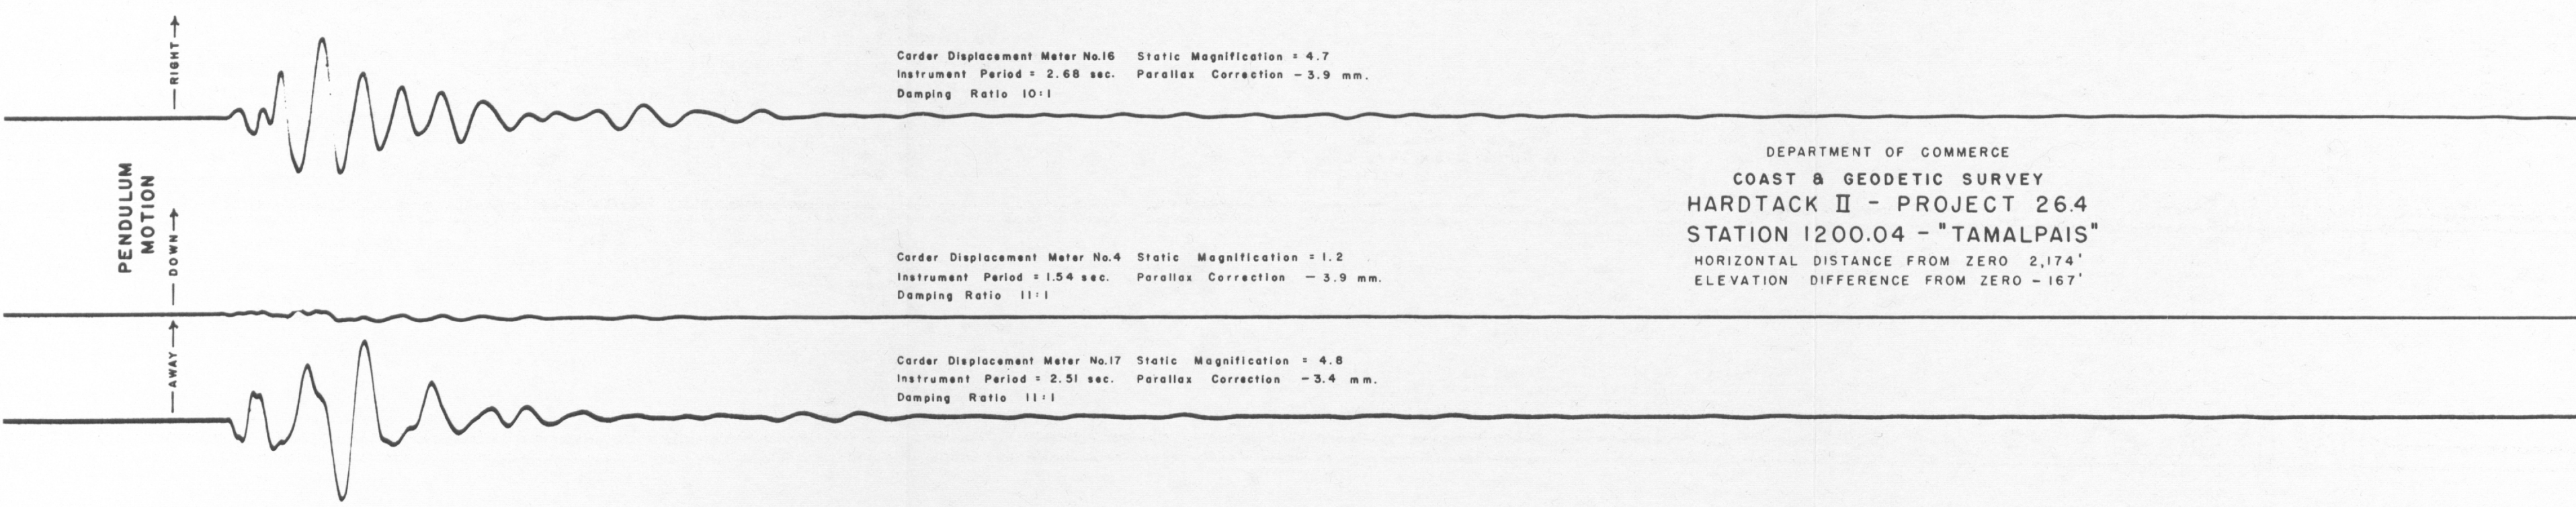 RIGHT
Carder Displacement Meter No.16 Static Magnification = 4.7
Instrument Period = 2.68 sec. Parallax Correction - 3.9 mm.
Damping Ratio 10:1
DEPARTMENT OF COMMERCE
COAST & GEODETIC SURVEY
HARDTACK II - PROJECT 26.4
STATION 1200.04 - "TAMALPAIS"
HORIZONTAL DISTANCE FROM ZERO 2,174'
ELEVATION DIFFERENCE FROM ZERO - 167'
PENDULUM
MOTION
DOWN
Carder Displacement Meter No.4 Static Magnification = 1.2
Instrument Period = 1.54 sec. Parallax Correction - 3.9 mm.
Damping Ratio 11:1
AWAY
Carder Displacement Meter No.17 Static Magnification = 4.8
Instrument Period = 2.51 sec. Parallax Correction - 3.4 mm.
Damping Ratio 11:1